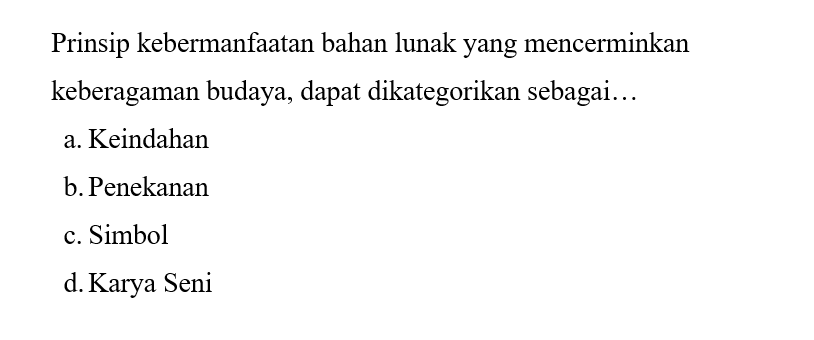 Prinsip kebermanfaatan bahan lunak yang mencerminkan
keberagaman budaya, dapat dikategorikan sebagai…
a. Keindahan
b. Penekanan
c. Simbol
d. Karya Seni